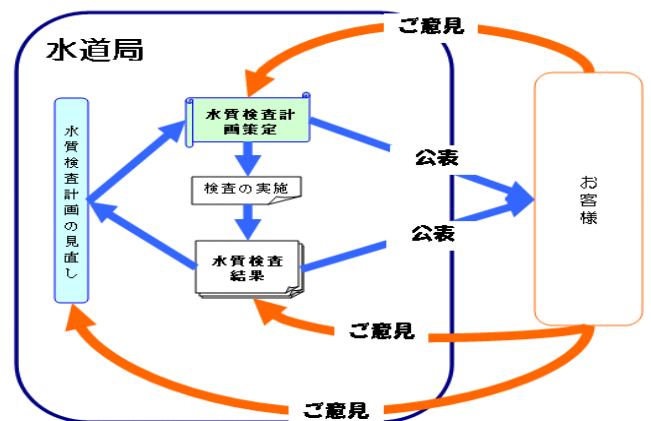 ご意見
水道局
水質検査計
画策定
水質検査計画の見直し
公表
検査の実施
お客様
公表
水質検査
結果
ご意見
ご意見